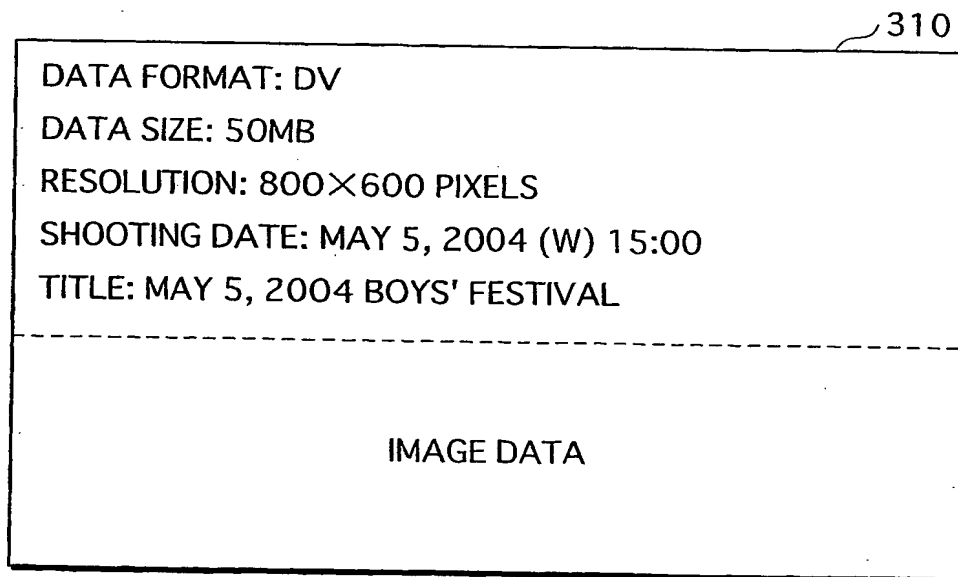 310
DATA FORMAT: DV
DATA SIZE: 50MB
RESOLUTION: 800×600 PIXELS
SHOOTING DATE: MAY 5, 2004 (W) 15:00
TITLE: MAY 5, 2004 BOYS' FESTIVAL
IMAGE DATA